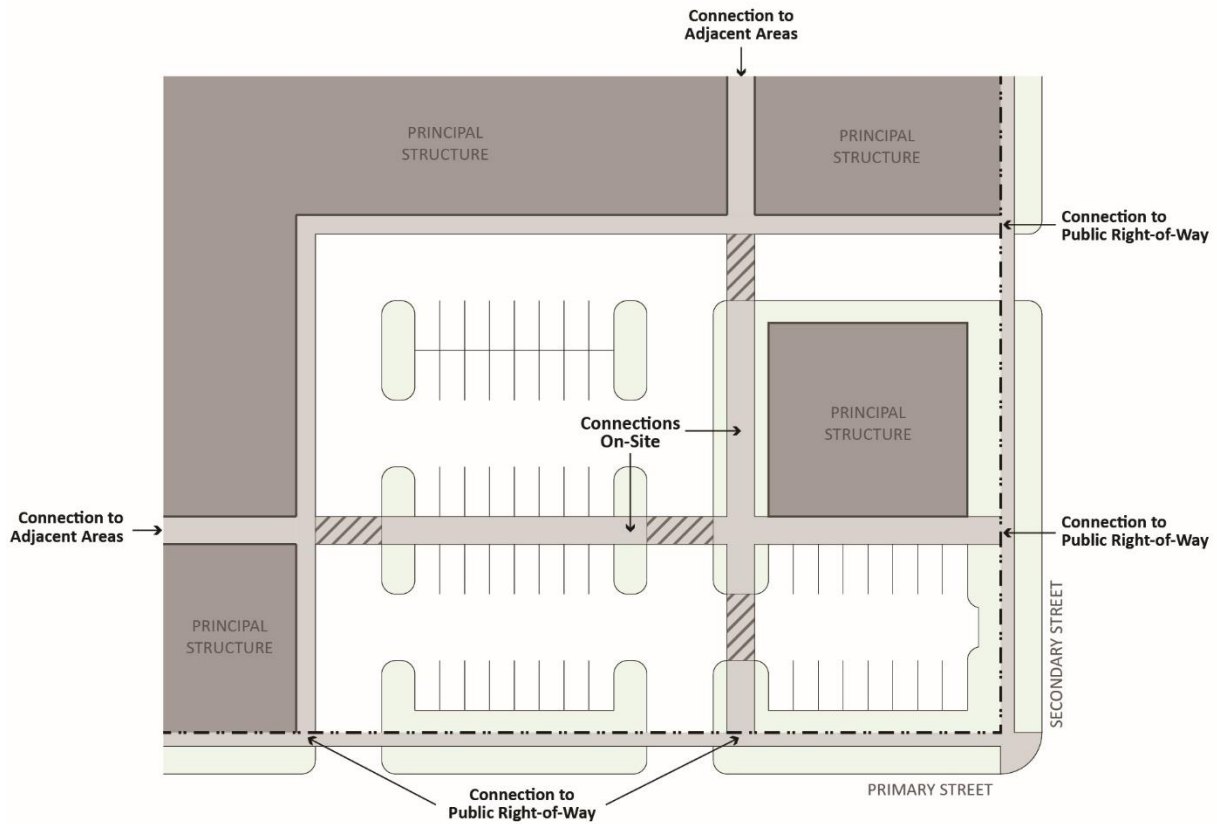 Connection to
Adjacent Areas
PRINCIPAL
STRUCTURE
PRINCIPAL
STRUCTURE
Connection to
Public Right-of-Way
Connections
On-Site
PRINCIPAL
STRUCTURE
Connection to
Adjacent Areas
Connection to
Public Right-of-Way
PRINCIPAL
STRUCTURE
SECONDARY STREET
PRIMARY STREET
Connection to
Public Right-of-Way